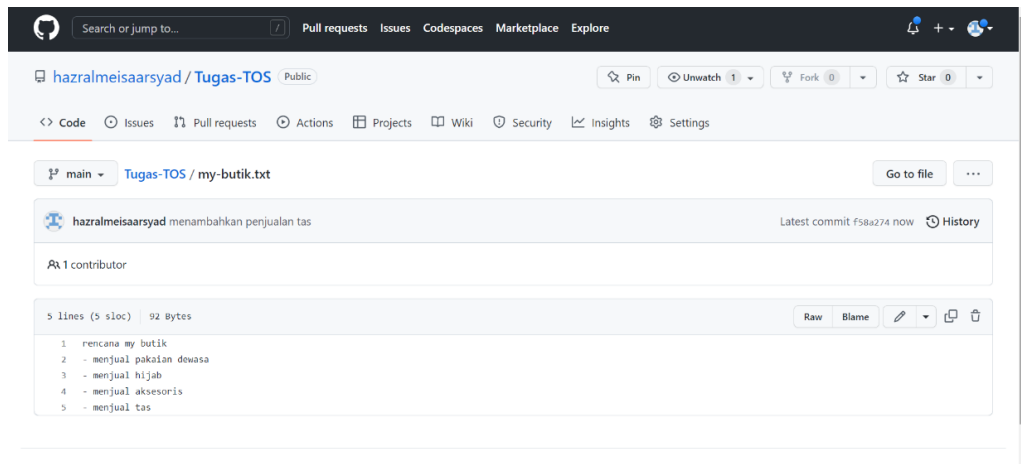 Search or jump to... / Pull requests Issues Codespaces Marketplace Explore
hazralmeisaarsyad / Tugas-TOS Public Pin Unwatch 1 Fork 0 Star 0
<> Code Issues Pull requests Actions Projects Wiki Security Insights Settings
main Tugas-TOS / my-butik.txt Go to file ...
hazralmeisaarsyad menambahkan penjualan tas Latest commit f58a274 now History
1 contributor
5 lines (5 sloc) 92 Bytes Raw Blame
1 rencana my butik
2 - menjual pakaian dewasa
3 - menjual hijab
4 - menjual aksesoris
5 - menjual tas